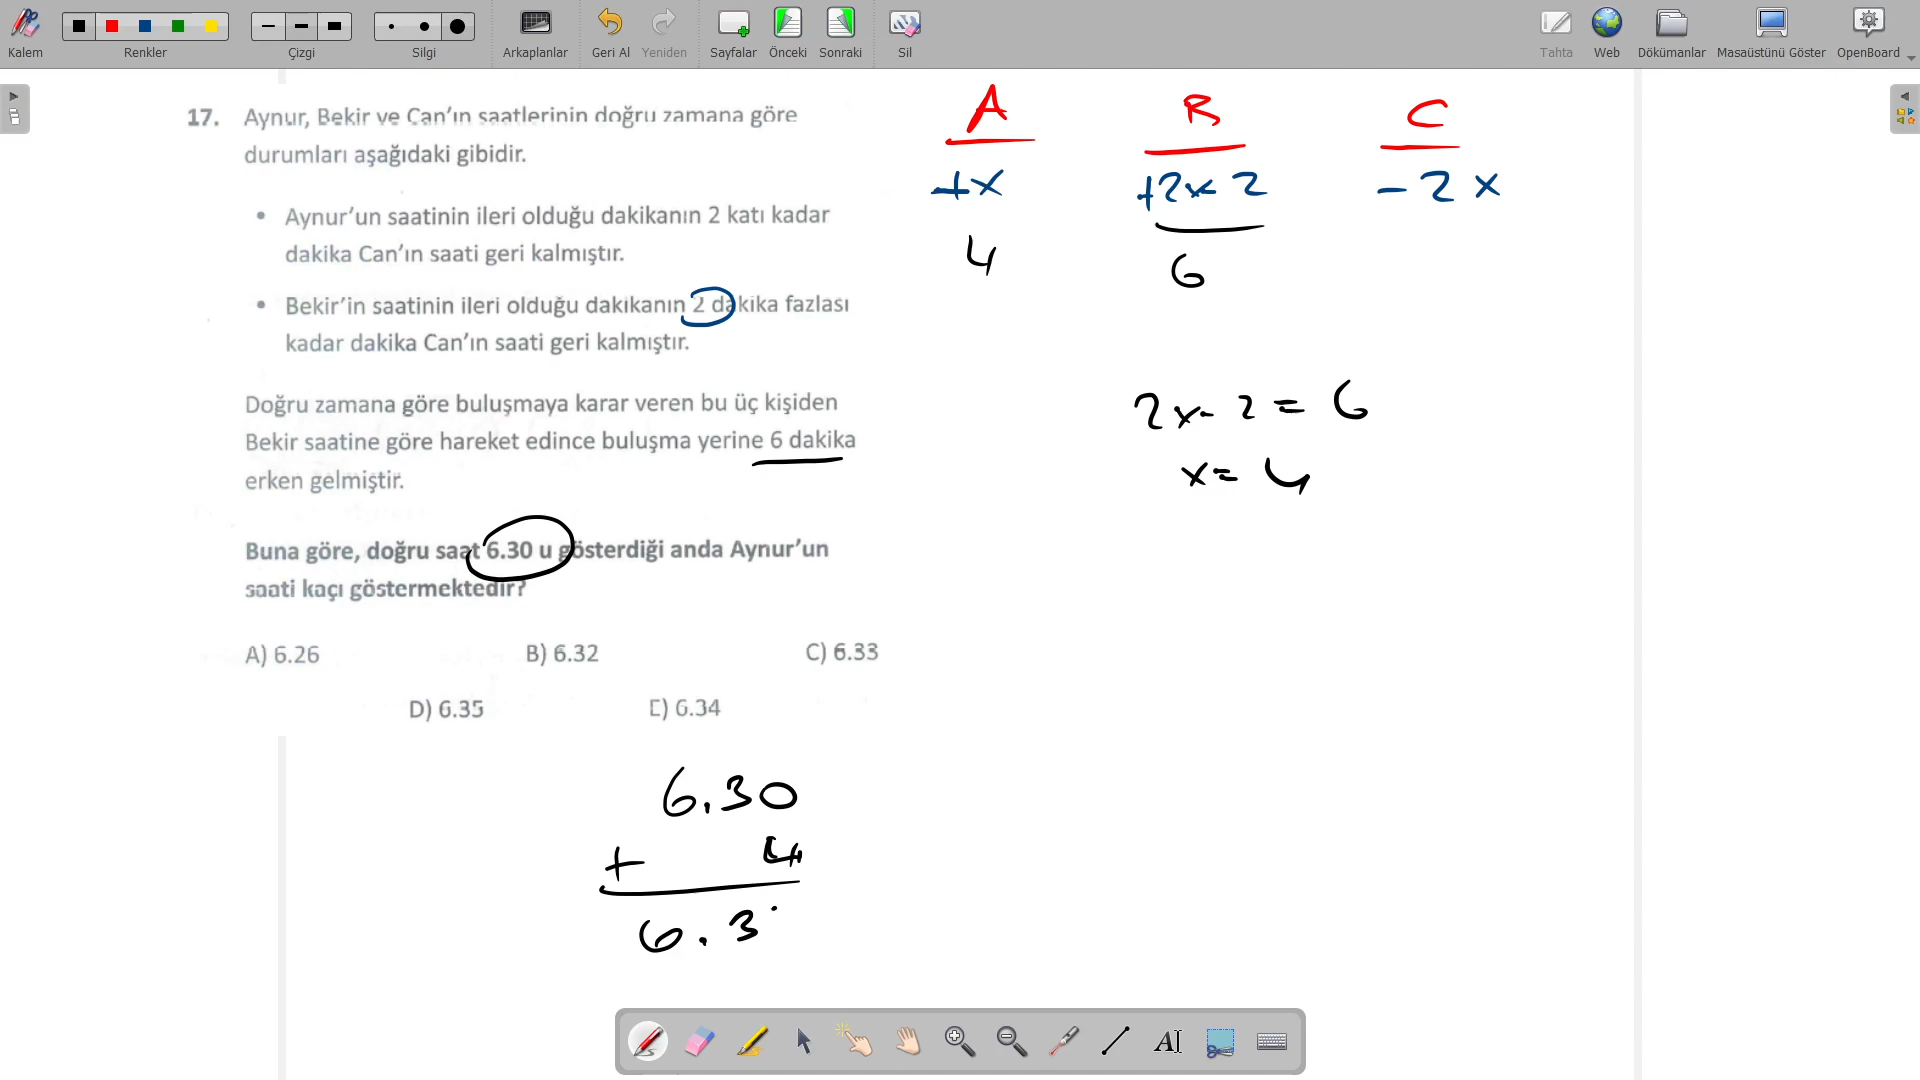 Kalem
Renkler
Çizgi
Silgi
Arkaplanlar
Geri Al
Yeniden
Sayfalar
Önceki
Sonraki
Sil
Tahta
Web
Dökümanlar
Masaüstünü Göster
OpenBoard
17. Aynur, Bekir ve Can'ın saatlerinin doğru zamana göre
durumları aşağıdaki gibidir.
• Aynur'un saatinin ileri olduğu dakikanın 2 katı kadar
dakika Can'ın saati geri kalmıştır.
• Bekir'in saatinin ileri olduğu dakikanın 2 dakika fazlası
kadar dakika Can'ın saati geri kalmıştır.
Doğru zamana göre buluşmaya karar veren bu üç kişiden
Bekir saatine göre hareket edince buluşma yerine 6 dakika
erken gelmiştir.
Buna göre, doğru saat 6.30 u gösterdiği anda Aynur'un
saati kaçı göstermektedir?
A) 6.26 B) 6.32 C) 6.33
D) 6.35 E) 6.34
A B C
+x +2x-2 -2x
4 6
2x-2=6
x=4
6.30
+ 4
6.3
AI